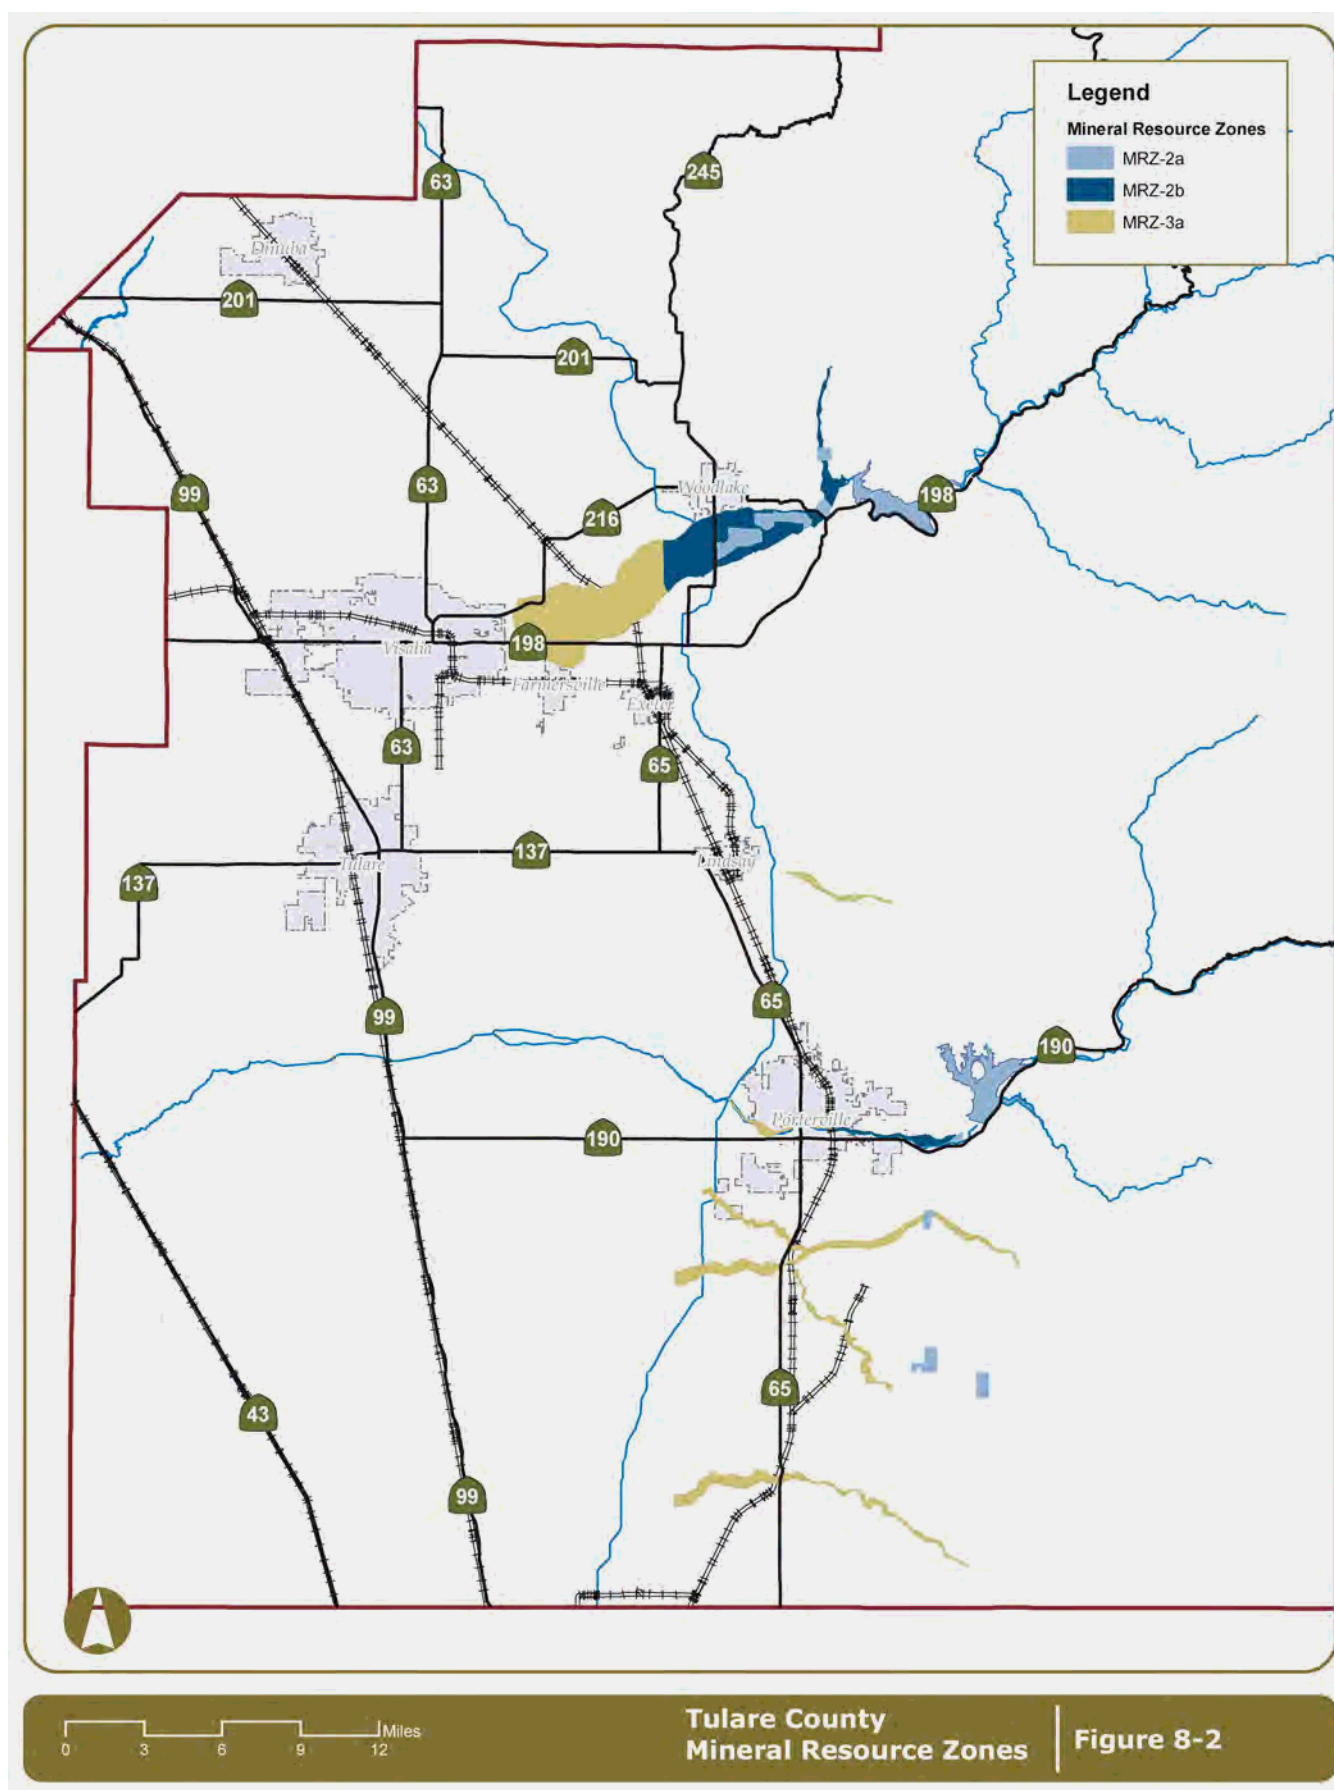 Legend
Mineral Resource Zones
MRZ-2a
MRZ-2b
MRZ-3a
245
63
Dinuba
201
201
99
63
Woodlake
198
216
198
Visalia
Farmersville
Exeter
63
65
137
Lindsay
Tulare
137
65
99
190
Porterville
190
65
43
99
Miles
0 3 6 9 12
Tulare County
Mineral Resource Zones
Figure 8-2